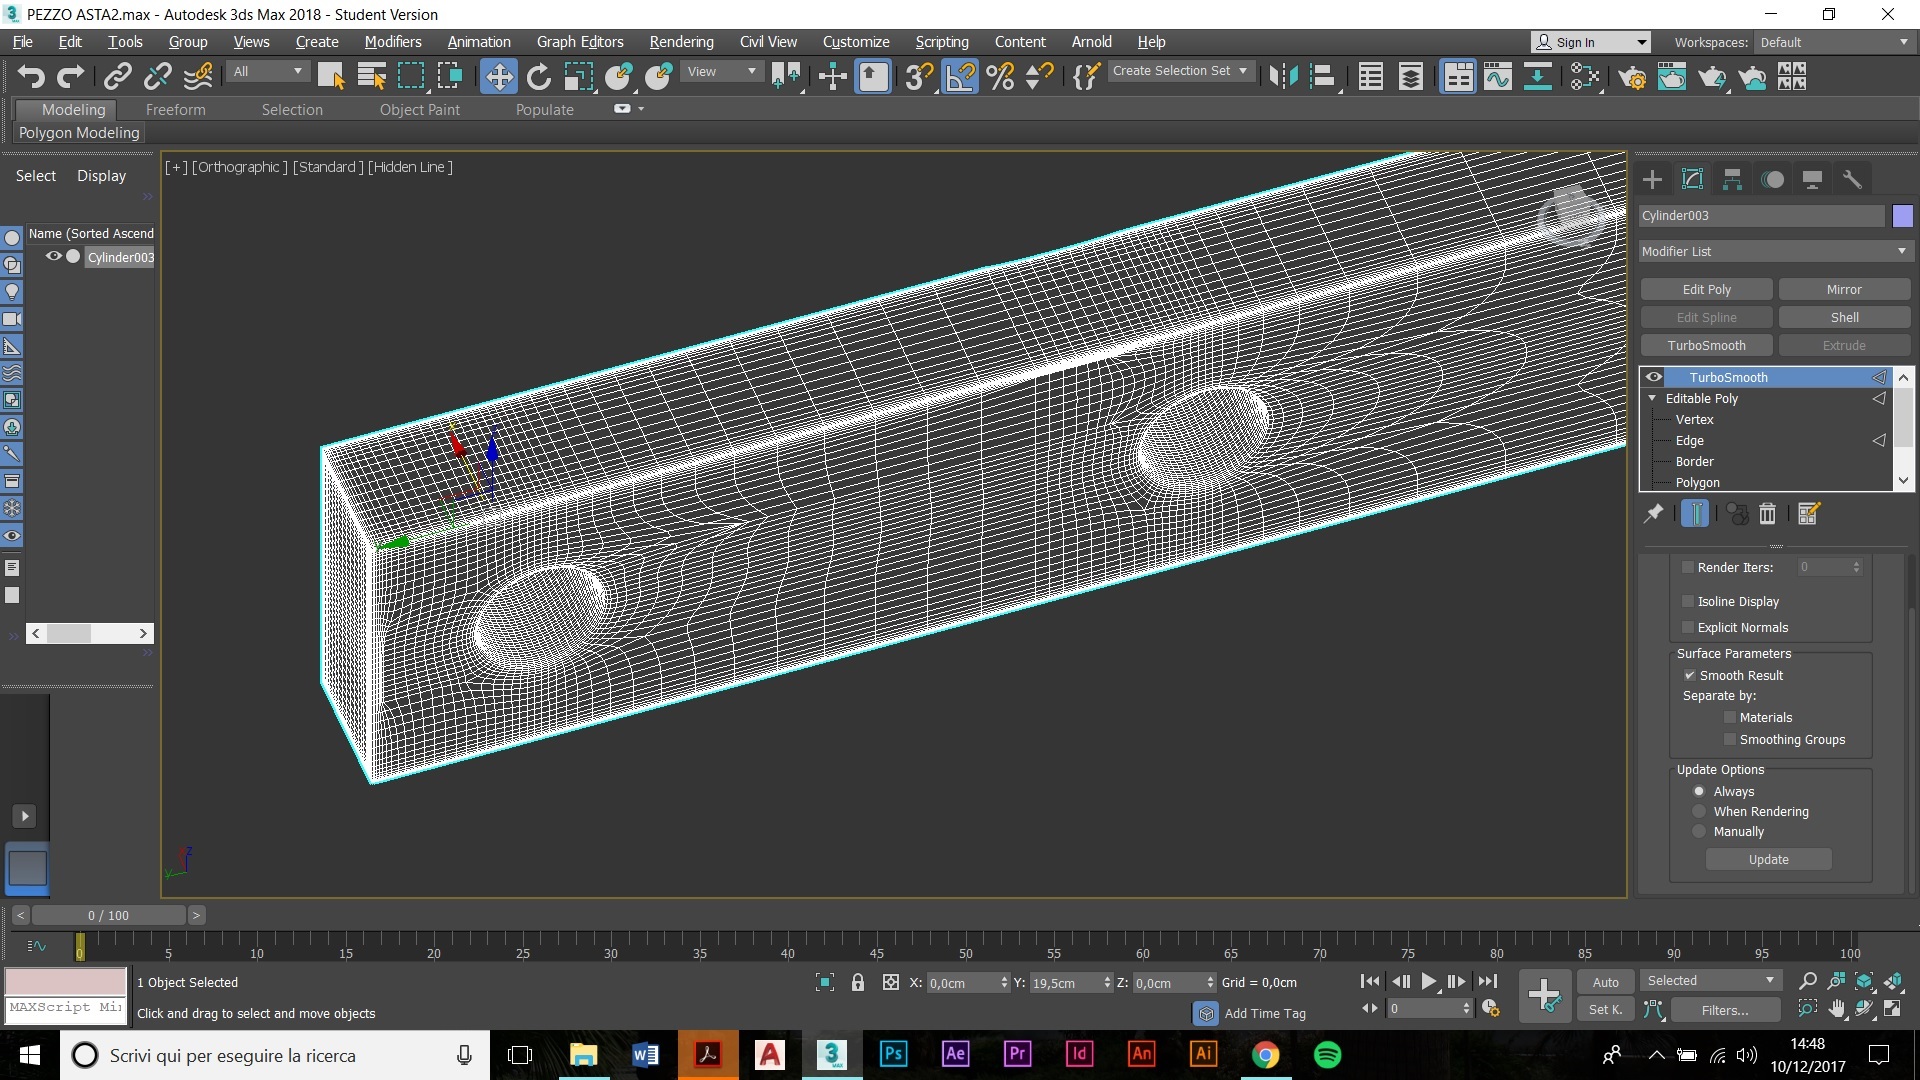 PEZZO ASTA2.max - Autodesk 3ds Max 2018 - Student Version
File Edit Tools Group Views Create Modifiers Animation Graph Editors Rendering Civil View Customize Scripting Content Arnold Help
Sign In
Workspaces: Default
All
View
Create Selection Set
Modeling Freeform Selection Object Paint Populate
Polygon Modeling
Select Display
[+] [Orthographic ] [Standard ] [Hidden Line ]
Name (Sorted Ascend
Cylinder003
Cylinder003
Modifier List
Edit Poly Mirror
Edit Spline Shell
TurboSmooth Extrude
TurboSmooth
Editable Poly
Vertex
Edge
Border
Polygon
Render Iters: 0
Isoline Display
Explicit Normals
Surface Parameters
Smooth Result
Separate by:
Materials
Smoothing Groups
Update Options
Always
When Rendering
Manually
Update
z
y
< 0 / 100 >
0 5 10 15 20 25 30 35 40 45 50 55 60 65 70 75 80 85 90 95 100
1 Object Selected
X: 0,0cm Y: 19,5cm Z: 0,0cm Grid = 0,0cm
Auto Selected
MAXScript Mi
Click and drag to select and move objects
Add Time Tag
0
Set K. Filters...
Scrivi qui per eseguire la ricerca
Ps Ae Pr Id An Ai
14:48
10/12/2017